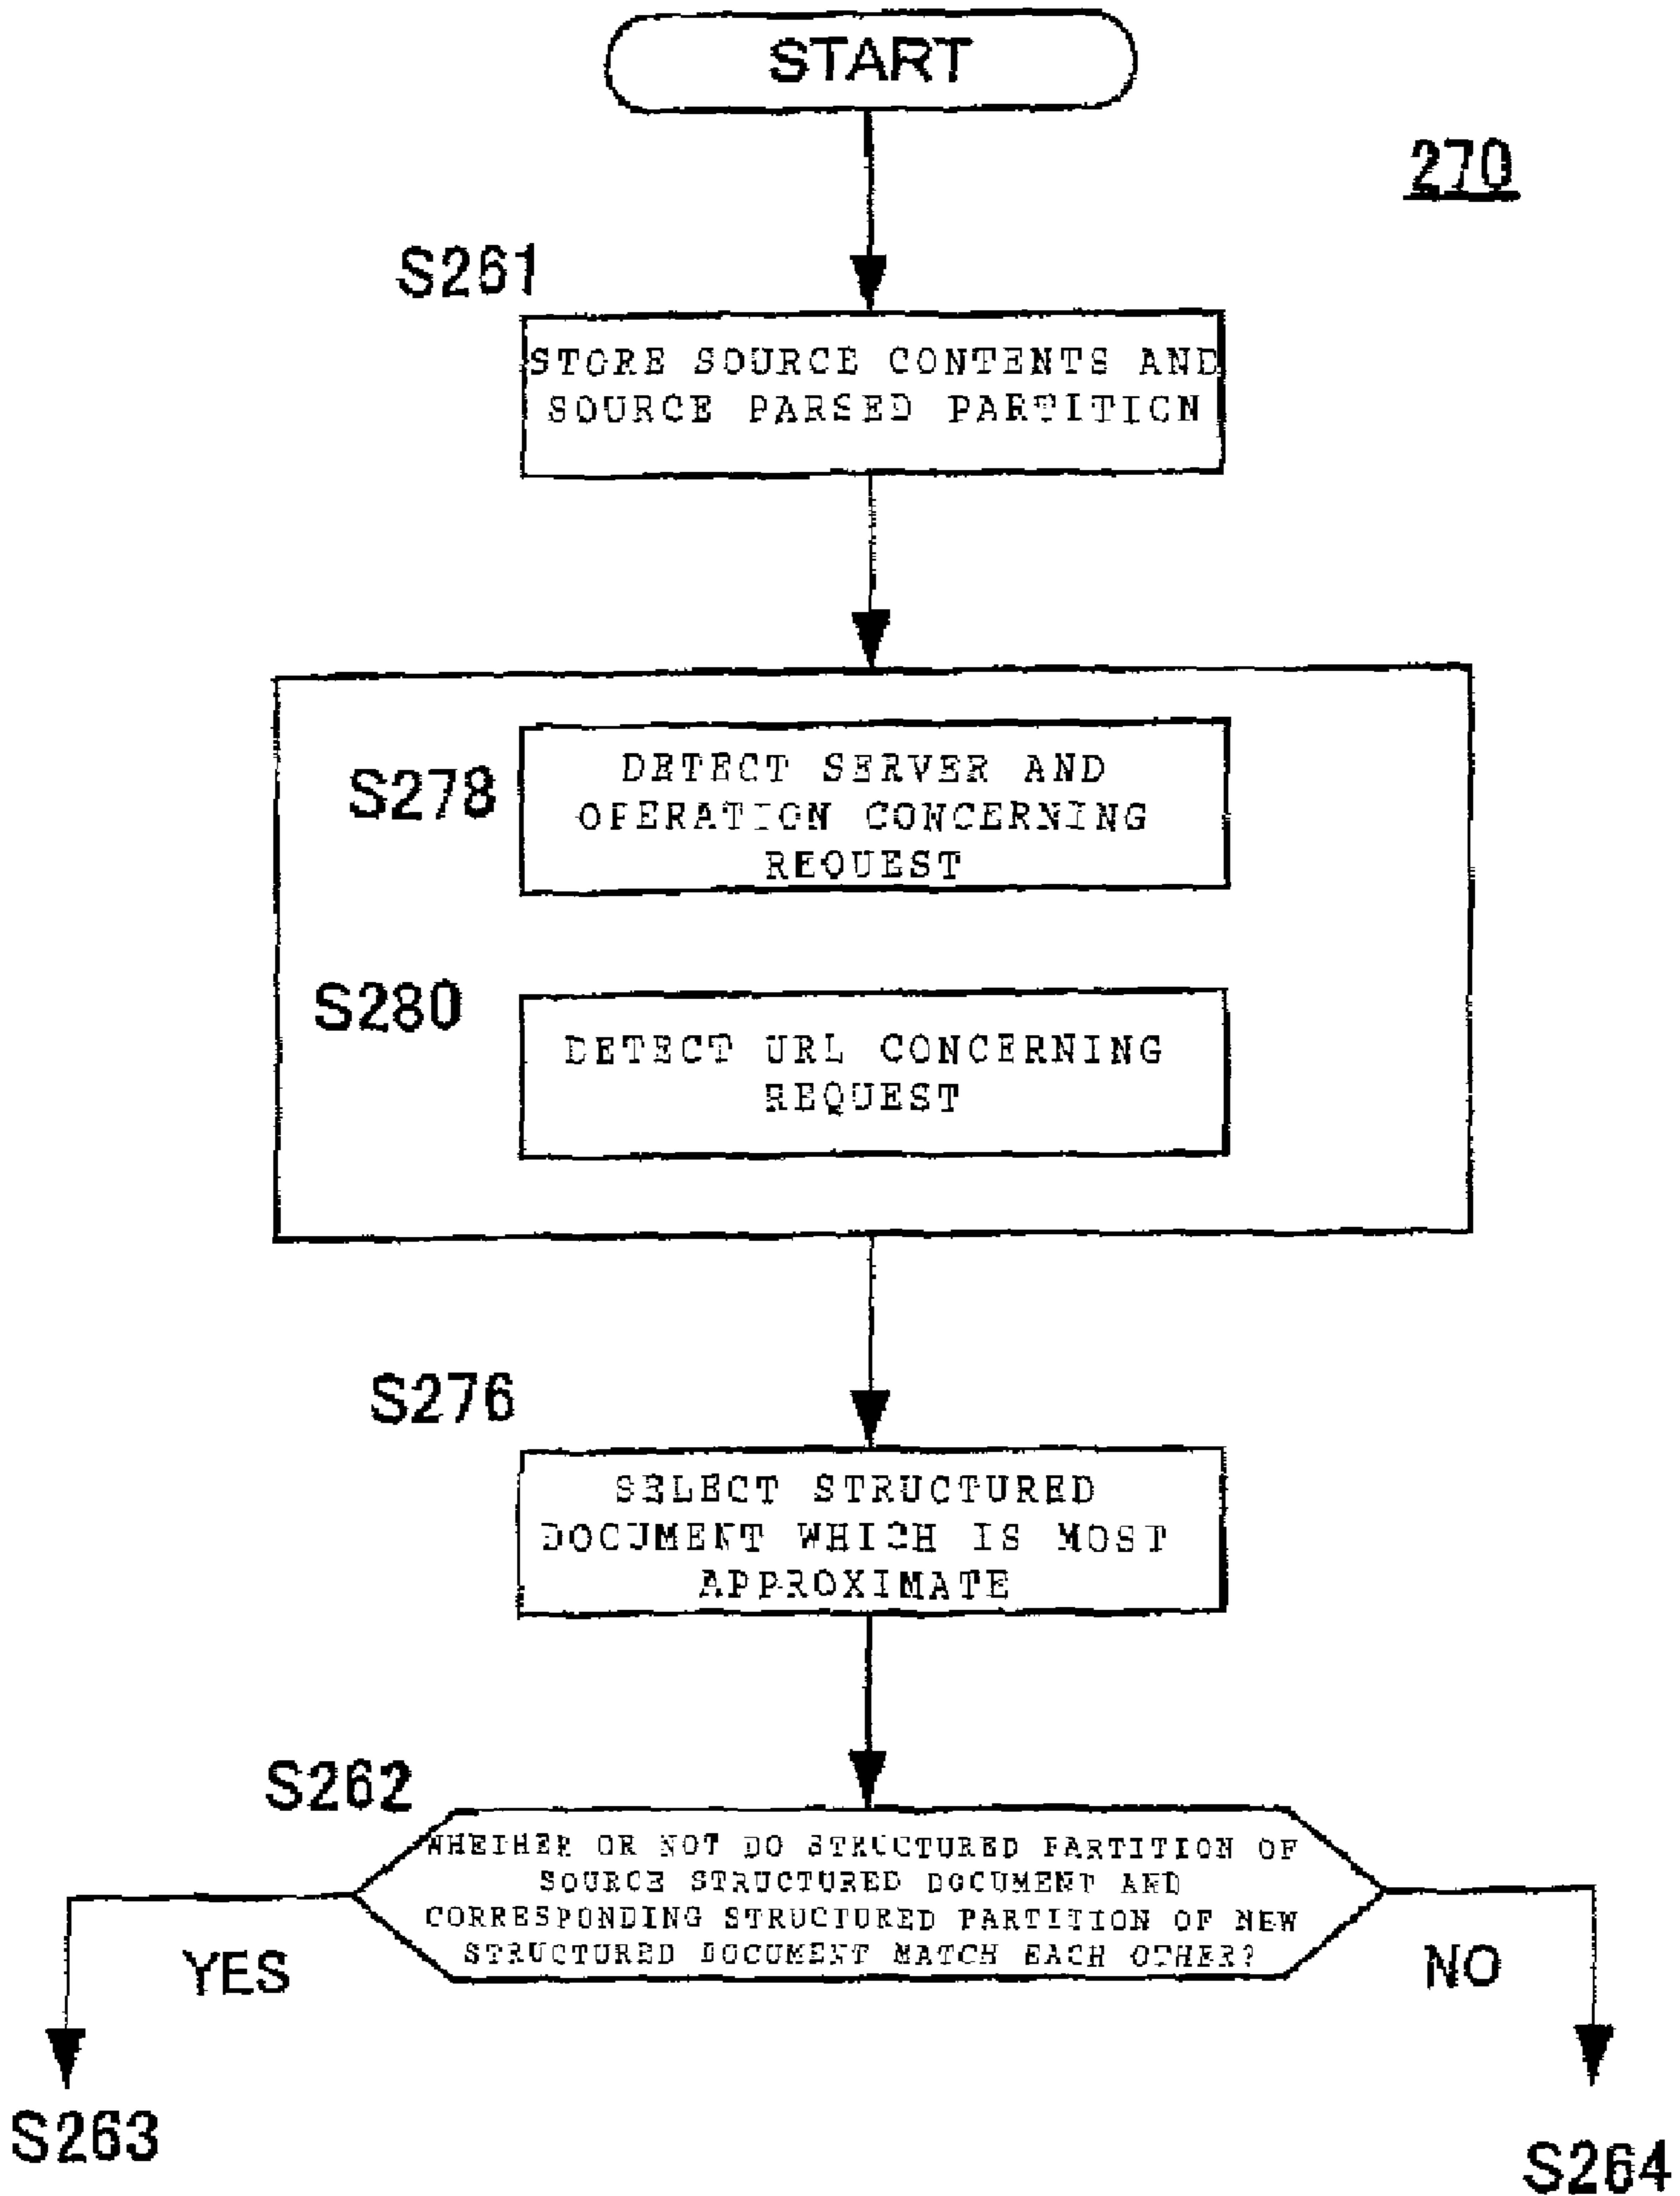 START
270
S261
STORE SOURCE CONTENTS AND
SOURCE PARSED PARTITION
S278
DETECT SERVER AND
OPERATION CONCERNING
REQUEST
S280
DETECT URL CONCERNING
REQUEST
S276
SELECT STRUCTURED
DOCUMENT WHICH IS MOST
APPROXIMATE
S262
WHEIHER OR NOT DO STRUCTURED PARTITION OF
SOURCE STRUCTURED DOCUMENT AND
CORRESPONDING STRUCTURED PARTITION OF NEW
STRUCTURED DOCUMENT MATCH EACH OTHER?
YES
NO
S263
S264